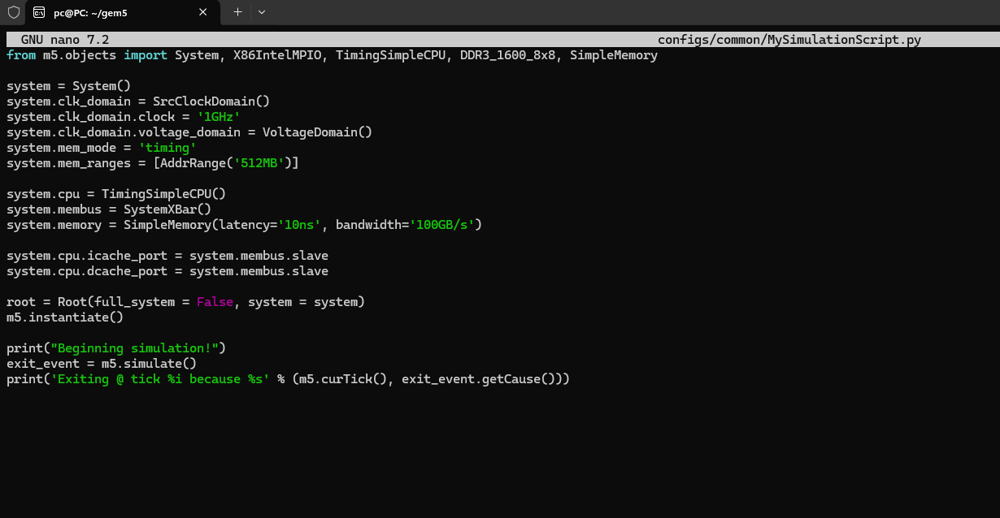 pc@PC: ~/gem5
GNU nano 7.2 configs/common/MySimulationScript.py
from m5.objects import System, X86IntelMPIO, TimingSimpleCPU, DDR3_1600_8x8, SimpleMemory
system = System()
system.clk_domain = SrcClockDomain()
system.clk_domain.clock = '1GHz'
system.clk_domain.voltage_domain = VoltageDomain()
system.mem_mode = 'timing'
system.mem_ranges = [AddrRange('512MB')]
system.cpu = TimingSimpleCPU()
system.membus = SystemXBar()
system.memory = SimpleMemory(latency='10ns', bandwidth='100GB/s')
system.cpu.icache_port = system.membus.slave
system.cpu.dcache_port = system.membus.slave
root = Root(full_system = False, system = system)
m5.instantiate()
print("Beginning simulation!")
exit_event = m5.simulate()
print('Exiting @ tick %i because %s' % (m5.curTick(), exit_event.getCause()))